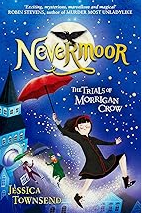 "Exciting, mysterious, marvellous and magical"
ROBIN STEVENS, author of MURDER MOST UNLADYLIKE
NEVERMOOR
THE TRIALS OF
MORRIGAN
CROW
JESSICA
TOWNSEND